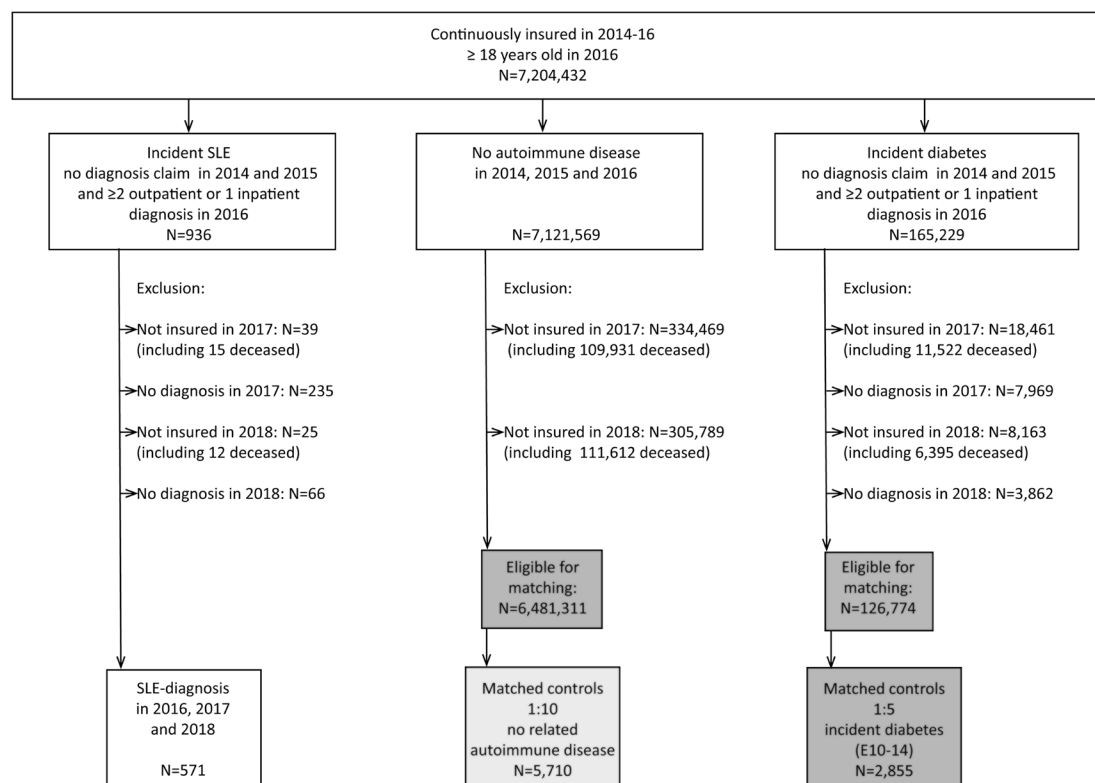 Continuously insured in 2014-16
≥ 18 years old in 2016
N=7,204,432
Incident SLE
no diagnosis claim in 2014 and 2015
and ≥2 outpatient or 1 inpatient
diagnosis in 2016
N=936
Exclusion:
Not insured in 2017: N=39
(including 15 deceased)
No diagnosis in 2017: N=235
Not insured in 2018: N=25
(including 12 deceased)
No diagnosis in 2018: N=66
SLE-diagnosis
in 2016, 2017
and 2018
N=571
No autoimmune disease
in 2014, 2015 and 2016
N=7,121,569
Exclusion:
Not insured in 2017: N=334,469
(including 109,931 deceased)
Not insured in 2018: N=305,789
(including 111,612 deceased)
Eligible for
matching:
N=6,481,311
Matched controls
1:10
no related
autoimmune disease
N=5,710
Incident diabetes
no diagnosis claim in 2014 and 2015
and ≥2 outpatient or 1 inpatient
diagnosis in 2016
N=165,229
Exclusion:
Not insured in 2017: N=18,461
(including 11,522 deceased)
No diagnosis in 2017: N=7,969
Not insured in 2018: N=8,163
(including 6,395 deceased)
No diagnosis in 2018: N=3,862
Eligible for
matching:
N=126,774
Matched controls
1:5
incident diabetes
(E10-14)
N=2,855